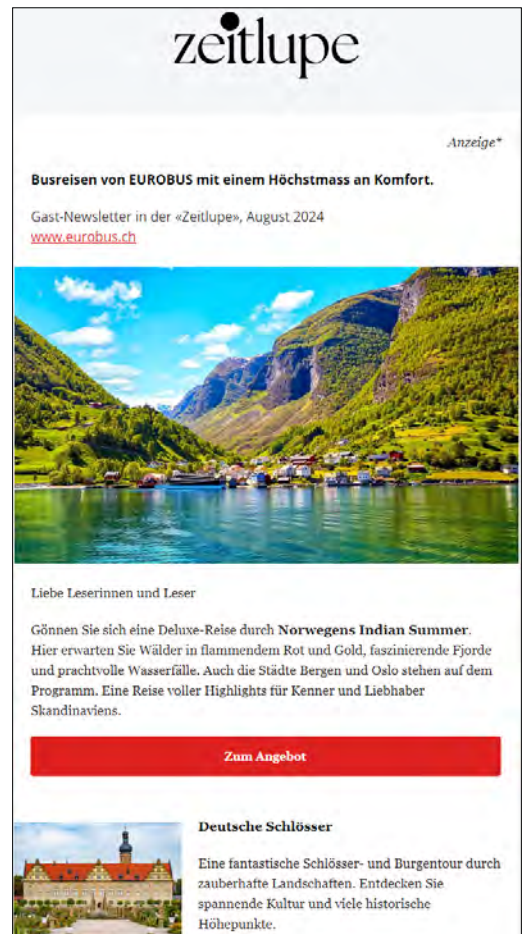 zeitlupe
Anzeige*
Busreisen von EUROBUS mit einem Höchstmass an Komfort.
Gast-Newsletter in der «Zeitlupe», August 2024
www.eurobus.ch
Liebe Leserinnen und Leser
Gönnen Sie sich eine Deluxe-Reise durch Norwegens Indian Summer.
Hier erwarten Sie Wälder in flammendem Rot und Gold, faszinierende Fjorde
und prachtvolle Wasserfälle. Auch die Städte Bergen und Oslo stehen auf dem
Programm. Eine Reise voller Highlights für Kenner und Liebhaber
Skandinaviens.
Zum Angebot
Deutsche Schlösser
Eine fantastische Schlösser- und Burgentour durch
zauberhafte Landschaften. Entdecken Sie
spannende Kultur und viele historische
Höhepunkte.